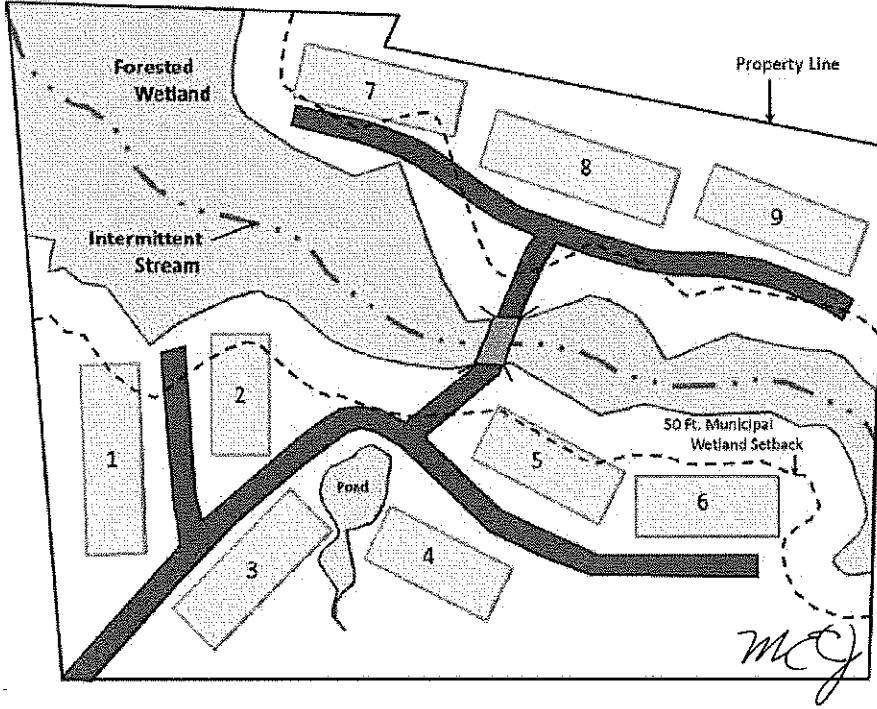 Property Line
Forested
Wetland
7
8
9
Intermittent
Stream
1
2
50 Ft. Municipal
Wetland Setback
5
6
Pond
3
4
MCJ